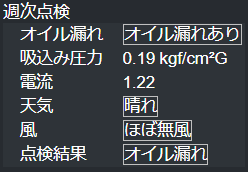 週次点検
オイル漏れ オイル漏れあり
吸込み圧力 0.19 kgf/cm²G
電流 1.22
天気 晴れ
風 ほぼ無風
点検結果 オイル漏れ